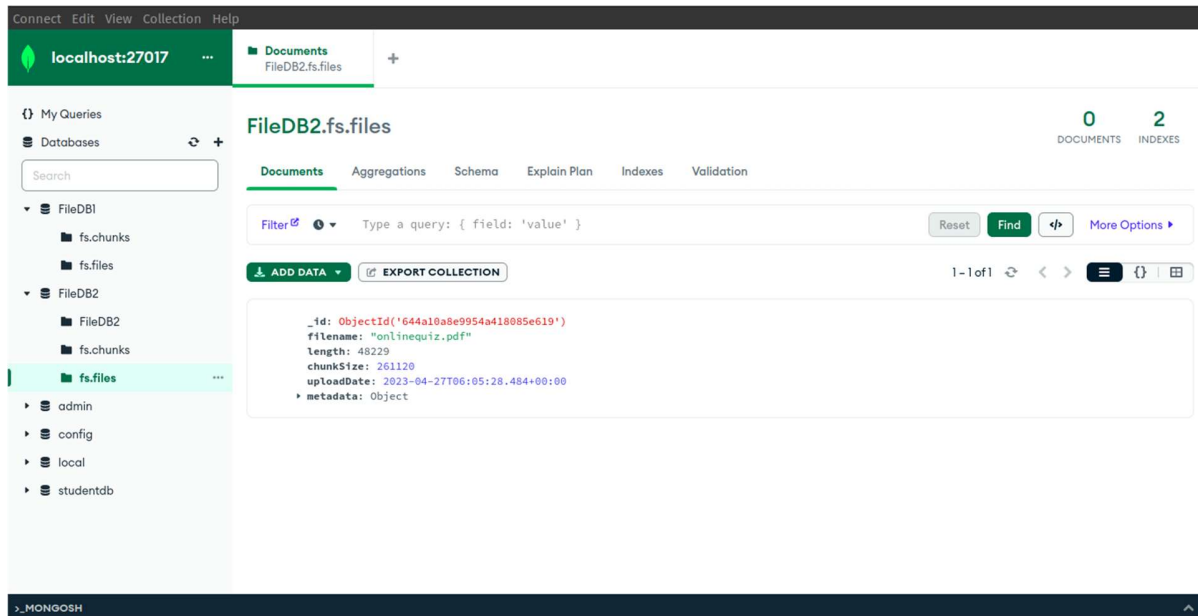 Connect Edit View Collection Help
localhost:27017 ...
Documents
FileDB2.fs.files
+
{} My Queries
Databases
Search
FileDB1
fs.chunks
fs.files
FileDB2
FileDB2
fs.chunks
fs.files ...
admin
config
local
studentdb
FileDB2.fs.files
0
DOCUMENTS
2
INDEXES
Documents Aggregations Schema Explain Plan Indexes Validation
Filter Type a query: { field: 'value' } Reset Find </> More Options
ADD DATA EXPORT COLLECTION 1 – 1 of 1 {}
_id: ObjectId('644a10a8e9954a418085e619')
filename: "onlinequiz.pdf"
length: 48229
chunkSize: 261120
uploadDate: 2023-04-27T06:05:28.484+00:00
metadata: Object
>_MONGOSH